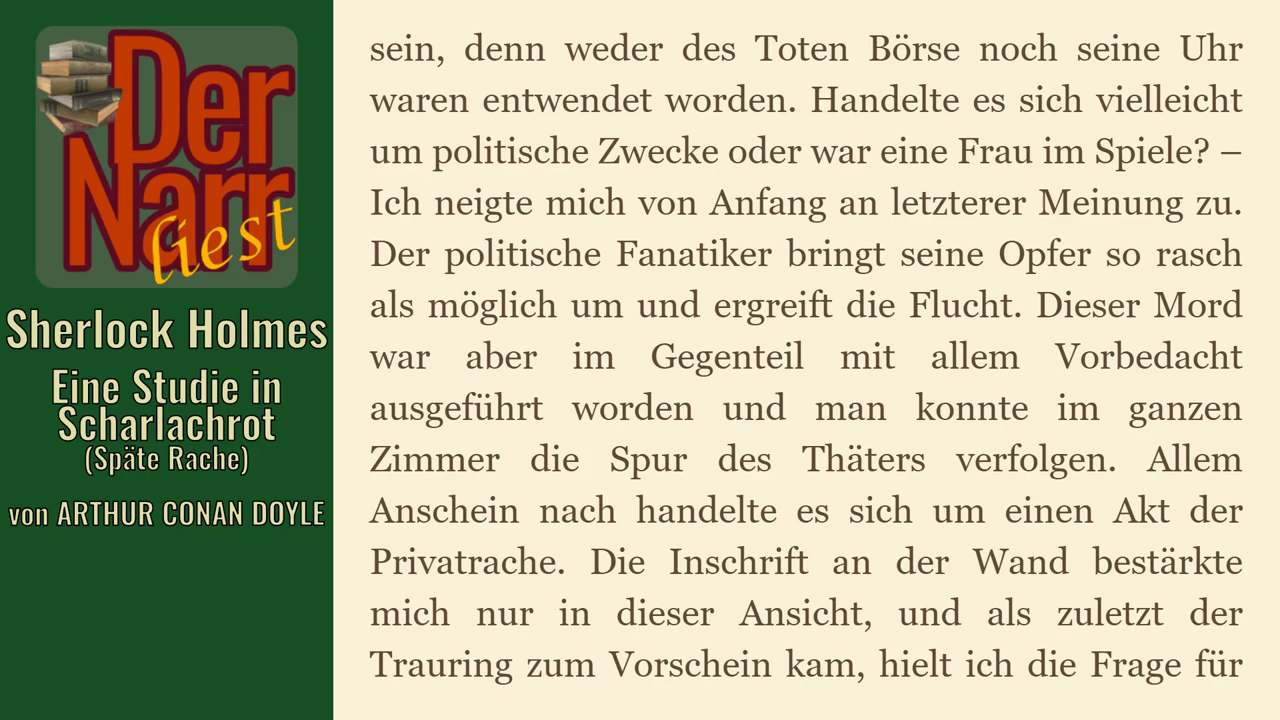 Der
Narr
liest
Sherlock Holmes
Eine Studie in
Scharlachrot
(Späte Rache)
von ARTHUR CONAN DOYLE
sein, denn weder des Toten Börse noch seine Uhr
waren entwendet worden. Handelte es sich vielleicht
um politische Zwecke oder war eine Frau im Spiele? –
Ich neigte mich von Anfang an letzterer Meinung zu.
Der politische Fanatiker bringt seine Opfer so rasch
als möglich um und ergreift die Flucht. Dieser Mord
war aber im Gegenteil mit allem Vorbedacht
ausgeführt worden und man konnte im ganzen
Zimmer die Spur des Thäters verfolgen. Allem
Anschein nach handelte es sich um einen Akt der
Privatrache. Die Inschrift an der Wand bestärkte
mich nur in dieser Ansicht, und als zuletzt der
Trauring zum Vorschein kam, hielt ich die Frage für